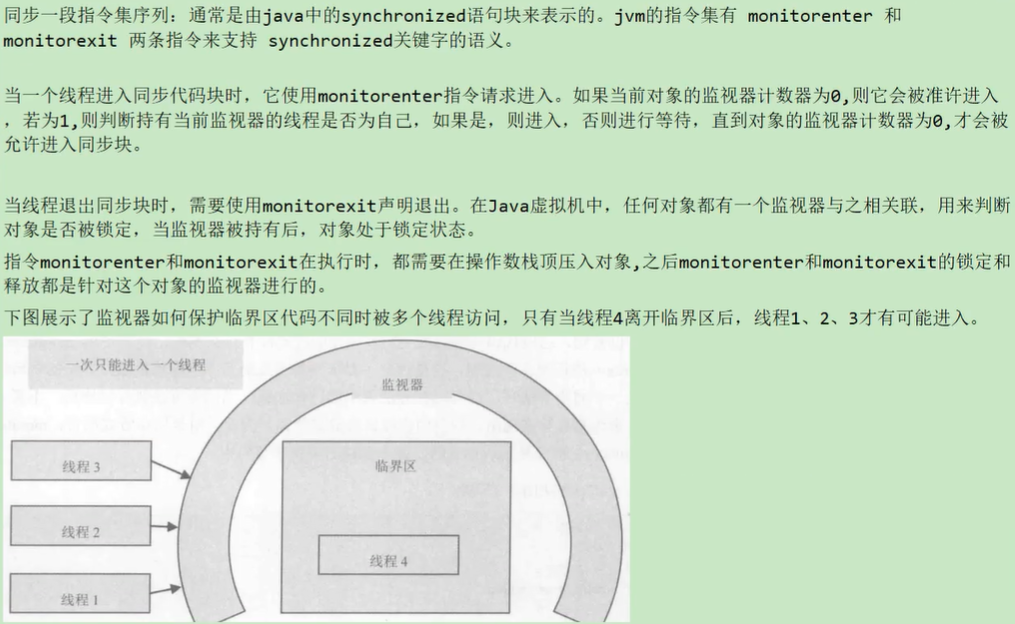 同步一段指令集序列：通常是由java中的synchronized语句块来表示的。jvm的指令集有 monitorenter 和
monitorexit 两条指令来支持 synchronized关键字的语义。
当一个线程进入同步代码块时，它使用monitorenter指令请求进入。如果当前对象的监视器计数器为0,则它会被准许进入
，若为1,则判断持有当前监视器的线程是否为自己，如果是，则进入，否则进行等待，直到对象的监视器计数器为0,才会被
允许进入同步块。
当线程退出同步块时，需要使用monitorexit声明退出。在Java虚拟机中，任何对象都有一个监视器与之相关联，用来判断
对象是否被锁定，当监视器被持有后，对象处于锁定状态。
指令monitorenter和monitorexit在执行时，都需要在操作数栈顶压入对象,之后monitorenter和monitorexit的锁定和
释放都是针对这个对象的监视器进行的。
下图展示了监视器如何保护临界区代码不同时被多个线程访问，只有当线程4离开临界区后，线程1、2、3才有可能进入。
一次只能进入一个线程
监视器
线程 3
临界区
线程 2
线程 4
线程 1